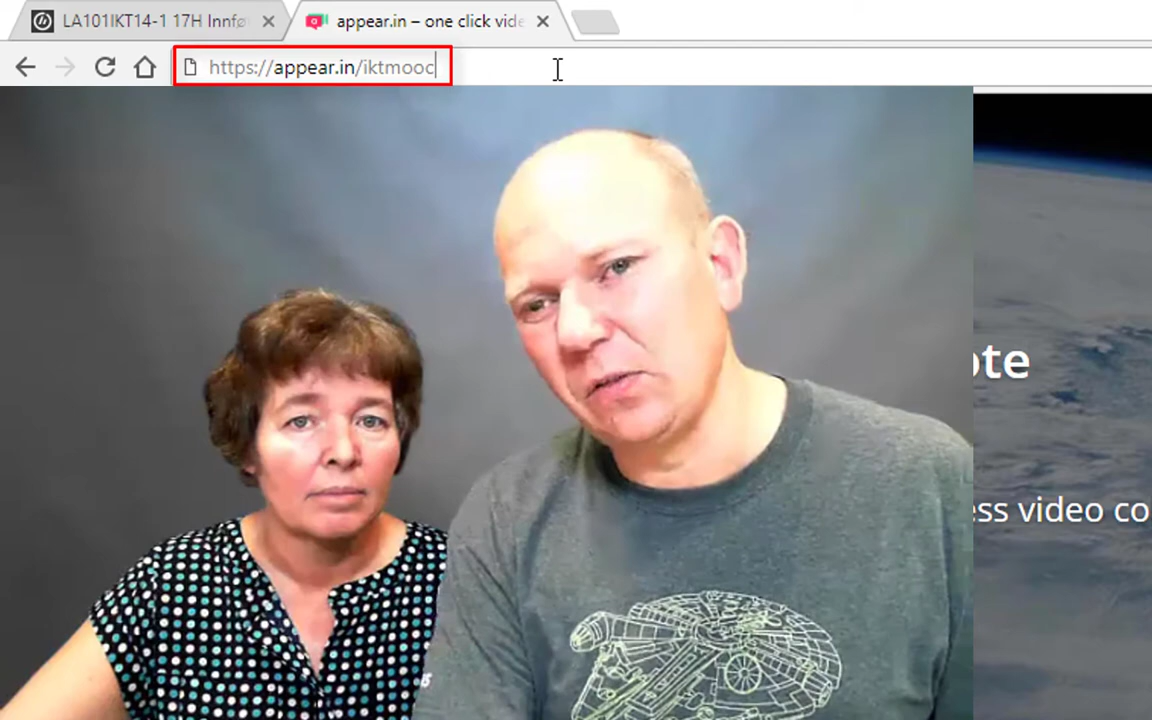 LA101IKT14-1 17H Innfø
appear.in – one click vide
https://appear.in/iktmooc
ote
ess video co